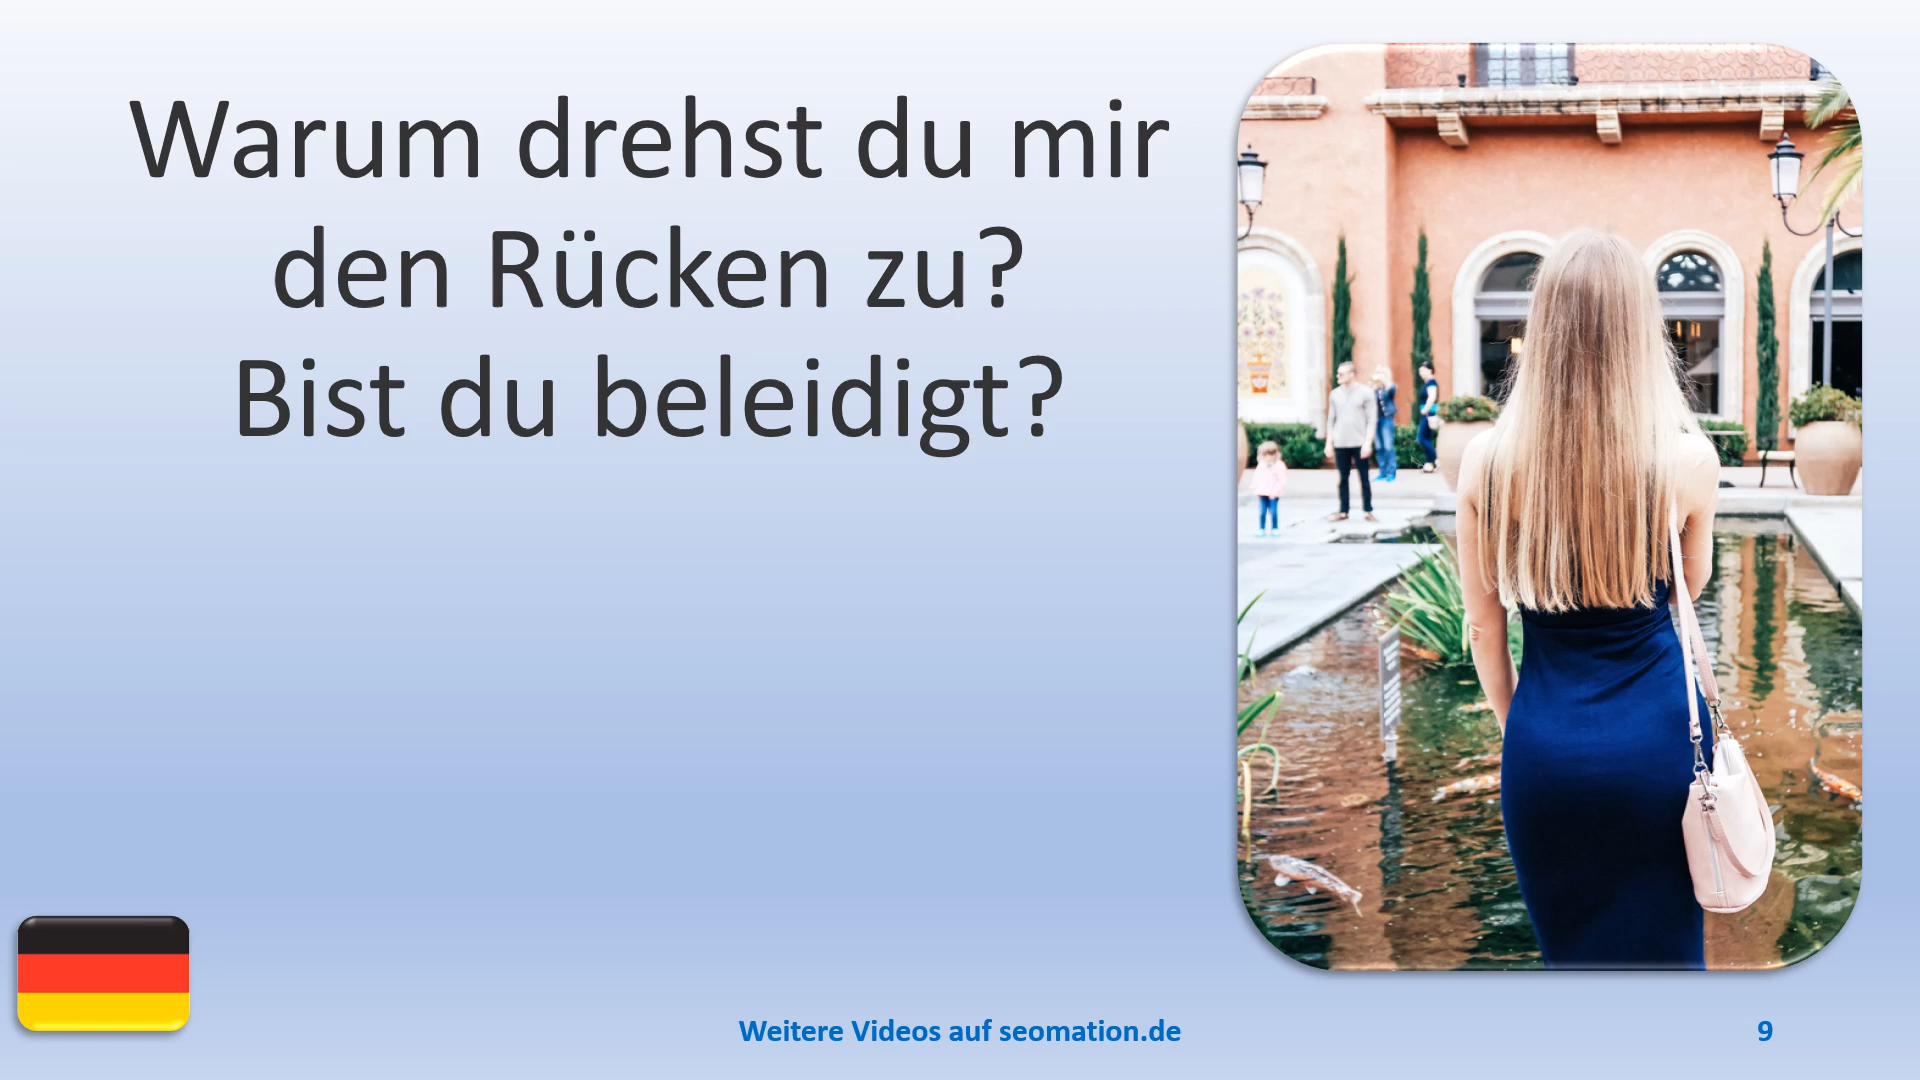 Warum drehst du mir
den Rücken zu?
Bist du beleidigt?
Weitere Videos auf seomation.de
9